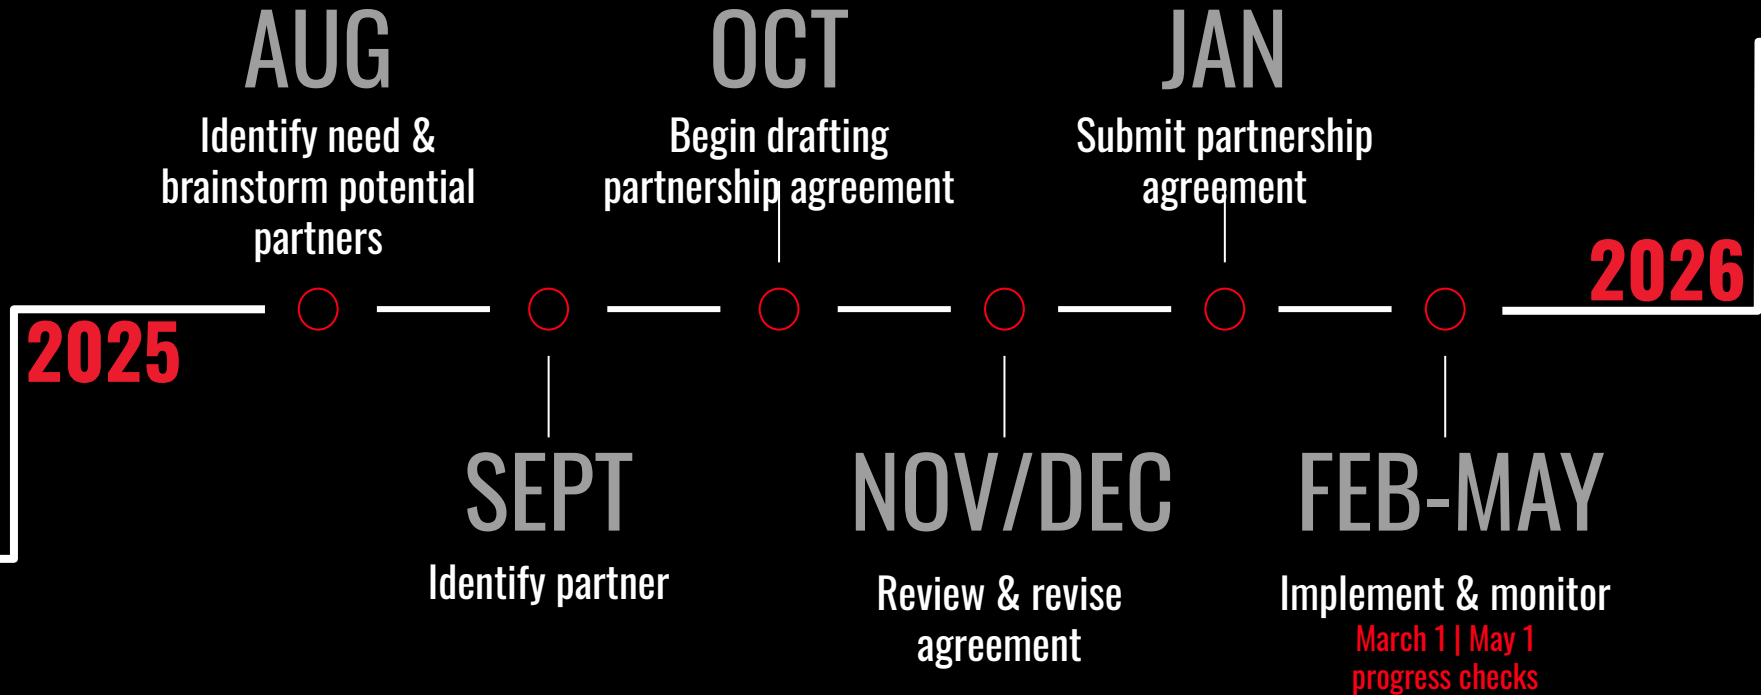 AUG
Identify need &
brainstorm potential
partners
OCT
Begin drafting
partnership agreement
JAN
Submit partnership
agreement
2025
2026
SEPT
Identify partner
NOV/DEC
Review & revise
agreement
FEB-MAY
Implement & monitor
March 1 | May 1
progress checks